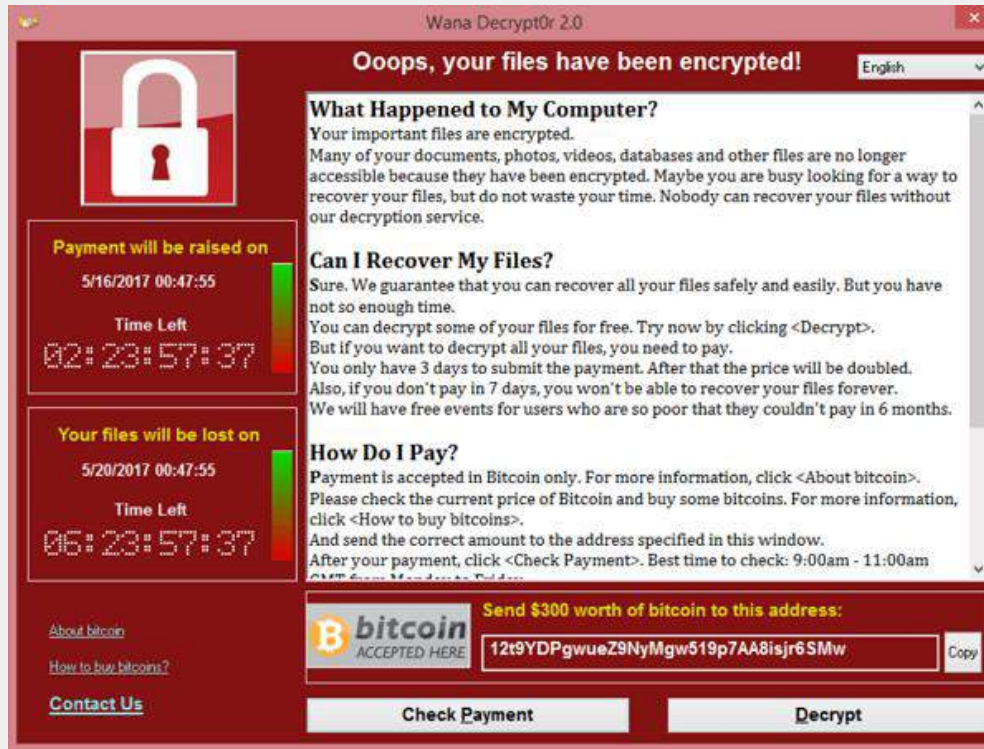 Wana Decrypt0r 2.0
Ooops, your files have been encrypted!
English
Payment will be raised on
5/16/2017 00:47:55
Time Left
02:23:57:37
Your files will be lost on
5/20/2017 00:47:55
Time Left
06:23:57:37
About bitcoin
How to buy bitcoins?
Contact Us
What Happened to My Computer?
Your important files are encrypted.
Many of your documents, photos, videos, databases and other files are no longer
accessible because they have been encrypted. Maybe you are busy looking for a way to
recover your files, but do not waste your time. Nobody can recover your files without
our decryption service.
Can I Recover My Files?
Sure. We guarantee that you can recover all your files safely and easily. But you have
not so enough time.
You can decrypt some of your files for free. Try now by clicking <Decrypt>.
But if you want to decrypt all your files, you need to pay.
You only have 3 days to submit the payment. After that the price will be doubled.
Also, if you don't pay in 7 days, you won't be able to recover your files forever.
We will have free events for users who are so poor that they couldn't pay in 6 months.
How Do I Pay?
Payment is accepted in Bitcoin only. For more information, click <About bitcoin>.
Please check the current price of Bitcoin and buy some bitcoins. For more information,
click <How to buy bitcoins>.
And send the correct amount to the address specified in this window.
After your payment, click <Check Payment>. Best time to check: 9:00am - 11:00am
GMT from Monday to Friday
bitcoin
ACCEPTED HERE
Send $300 worth of bitcoin to this address:
12t9YDPgwueZ9NyMgw519p7AA8isjr6SMw
Copy
Check Payment
Decrypt